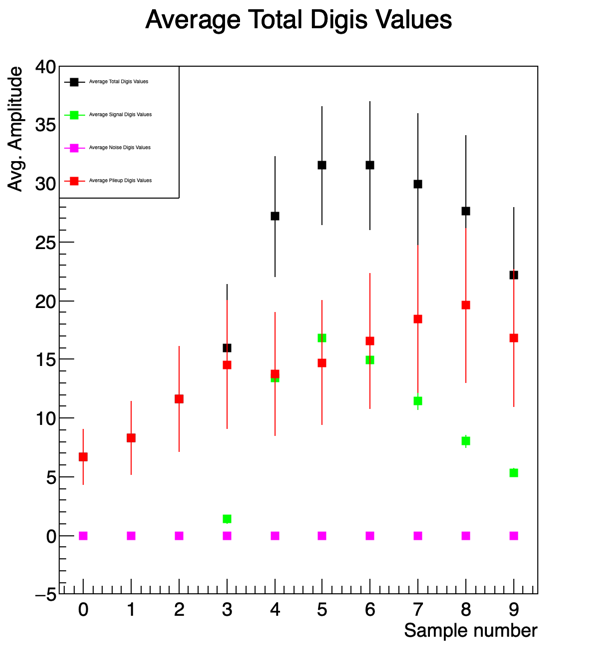 Average Total Digis Values
Avg. Amplitude
40
35
30
25
20
15
10
5
0
−5
Average Total Digis Values
Average Signal Digis Values
Average Noise Digis Values
Average Pileup Digis Values
0 1 2 3 4 5 6 7 8 9
Sample number